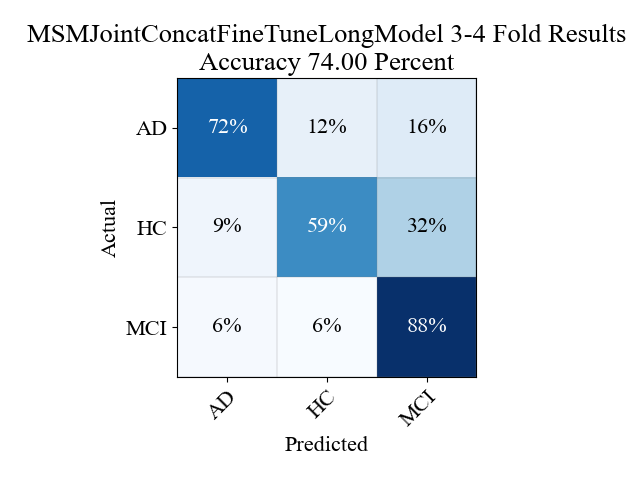 MSMJointConcatFineTuneLongModel 3-4 Fold Results
Accuracy 74.00 Percent
AD 72% 12% 16%
Actual
HC 9% 59% 32%
MCI 6% 6% 88%
AD HC MCI
Predicted